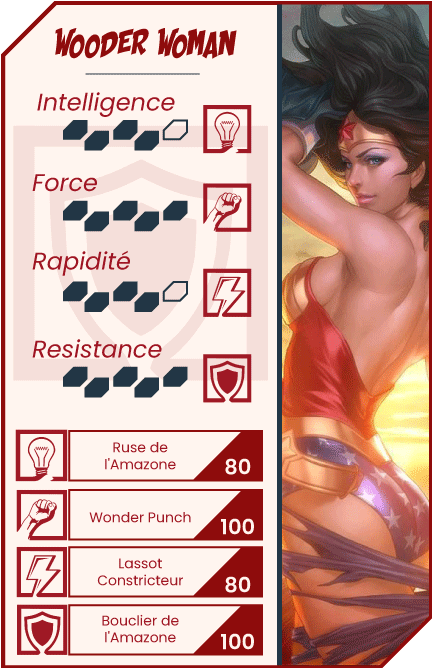 WOODER WOMAN
Intelligence
Force
Rapidité
Resistance
Ruse de
l'Amazone
80
Wonder Punch
100
Lassot
Constricteur
80
Bouclier de
l'Amazone
100